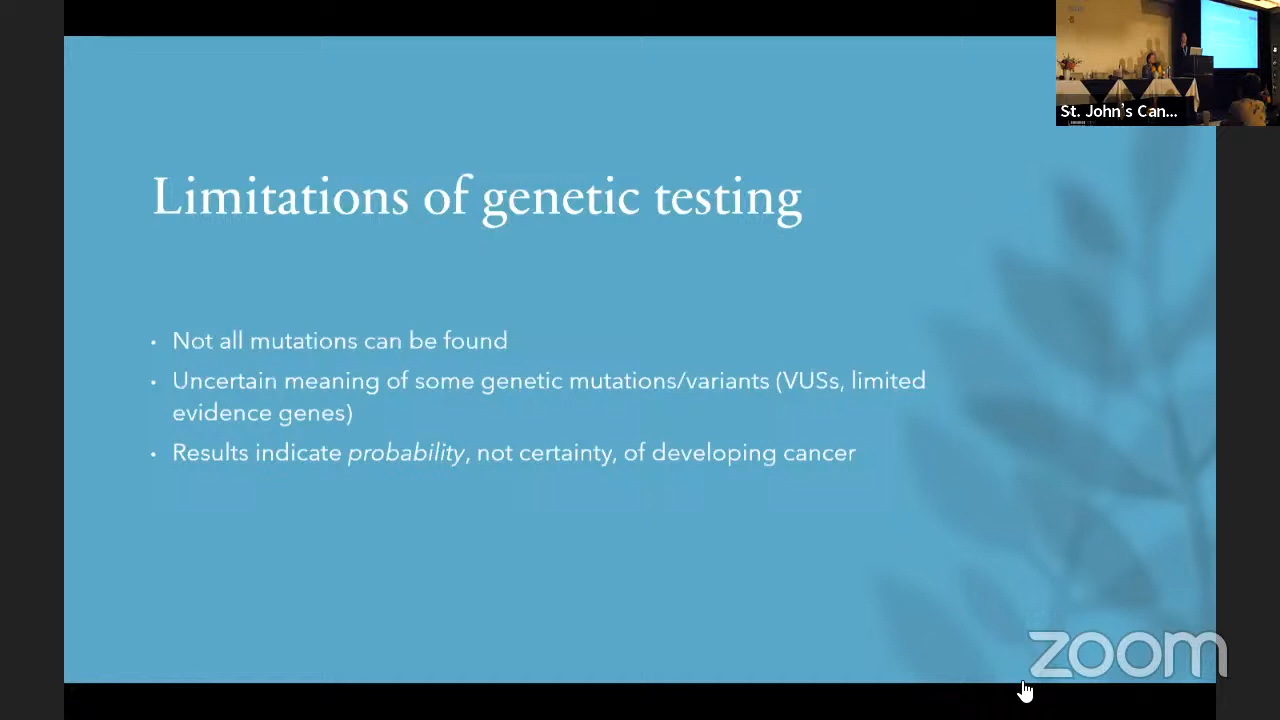 St. John's Can...
Limitations of genetic testing
• Not all mutations can be found
• Uncertain meaning of some genetic mutations/variants (VUSs, limited
evidence genes)
• Results indicate probability, not certainty, of developing cancer
zoom